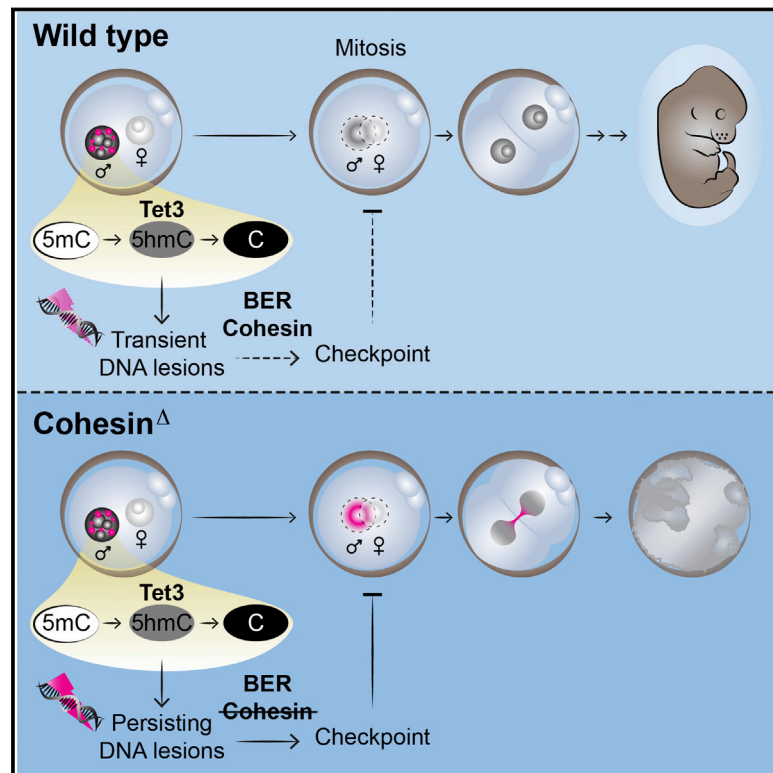 Wild type
Mitosis
♂ ♀
♂ ♀
Tet3
5mC → 5hmC → C
BER
Cohesin
Transient
DNA lesions
Checkpoint
Cohesin Δ
♂ ♀
♂ ♀
Tet3
5mC → 5hmC → C
BER
Cohesin
Persisting
DNA lesions
Checkpoint